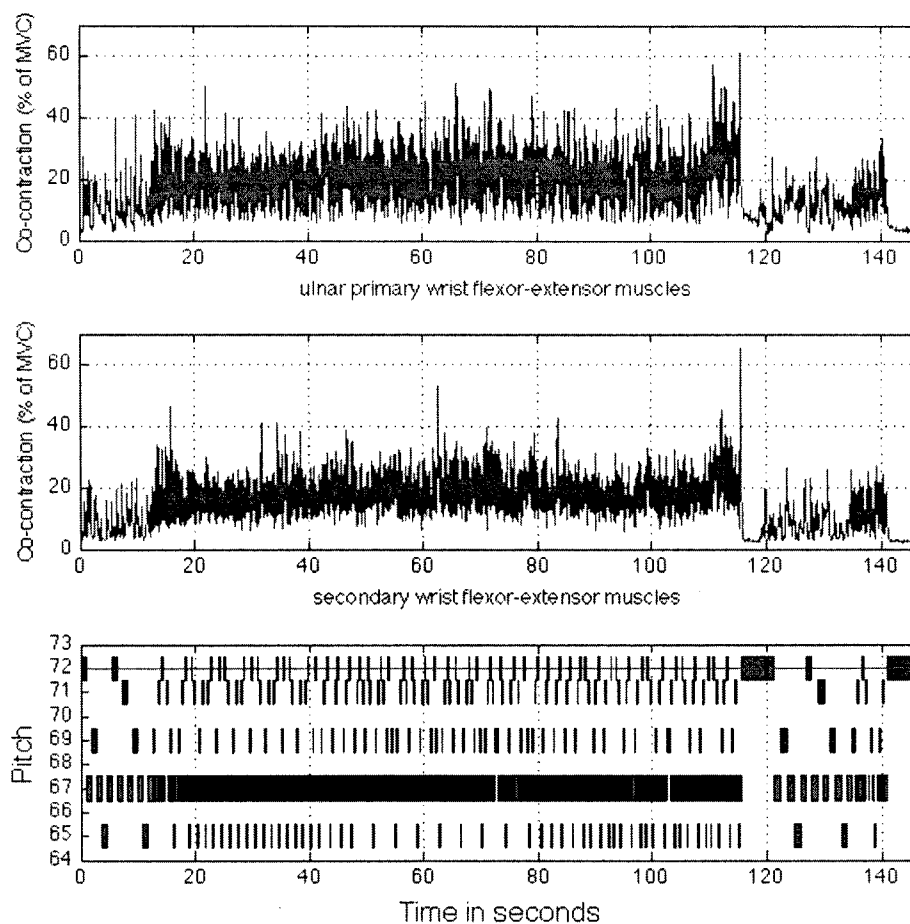 Co-contraction (% of MVC)
60
40
20
0
0 20 40 60 80 100 120 140
ulnar primary wrist flexor-extensor muscles
Co-contraction (% of MVC)
60
40
20
0
0 20 40 60 80 100 120 140
secondary wrist flexor-extensor muscles
Pitch
73
72
71
70
69
68
67
66
65
64
0 20 40 60 80 100 120 140
Time in seconds